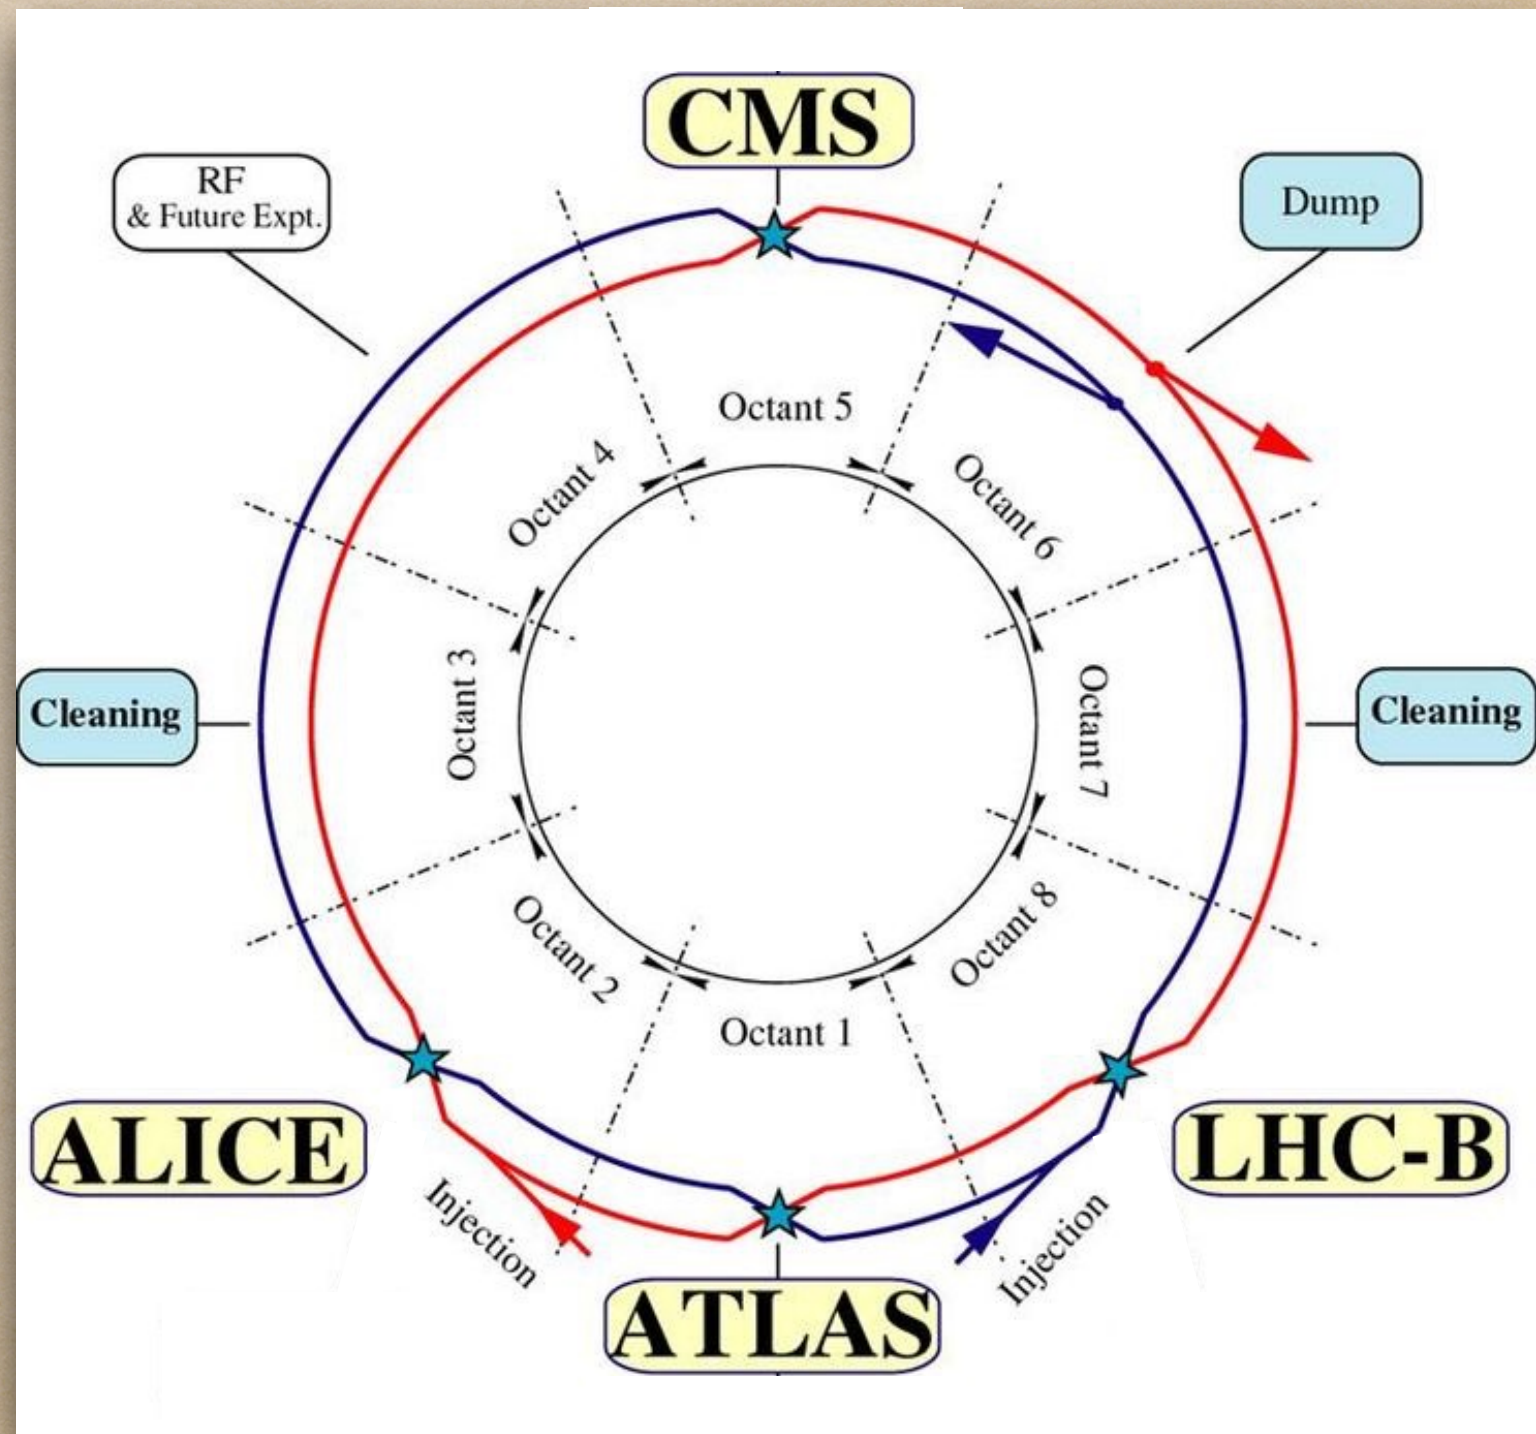 CMS
RF
& Future Expt.
Dump
Octant 5
Octant 4
Octant 6
Cleaning
Octant 3
Octant 7
Cleaning
Octant 2
Octant 8
Octant 1
ALICE
LHC-B
Injection
Injection
ATLAS